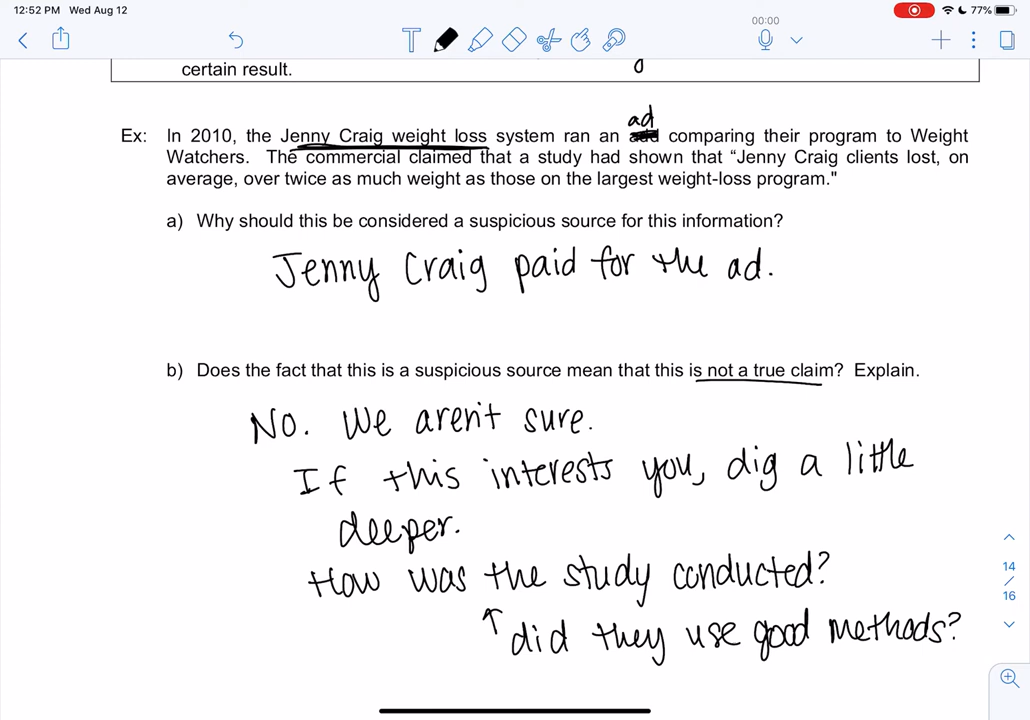 12:52 PM Wed Aug 12
77%
00:00
certain result.
ad
Ex: In 2010, the Jenny Craig weight loss system ran an add comparing their program to Weight
Watchers. The commercial claimed that a study had shown that “Jenny Craig clients lost, on
average, over twice as much weight as those on the largest weight-loss program."
a) Why should this be considered a suspicious source for this information?
Jenny Craig paid for the ad.
b) Does the fact that this is a suspicious source mean that this is not a true claim? Explain.
No. We aren't sure.
If this interests you, dig a little
deeper.
How was the study conducted?
↑ did they use good methods?
14
/
16